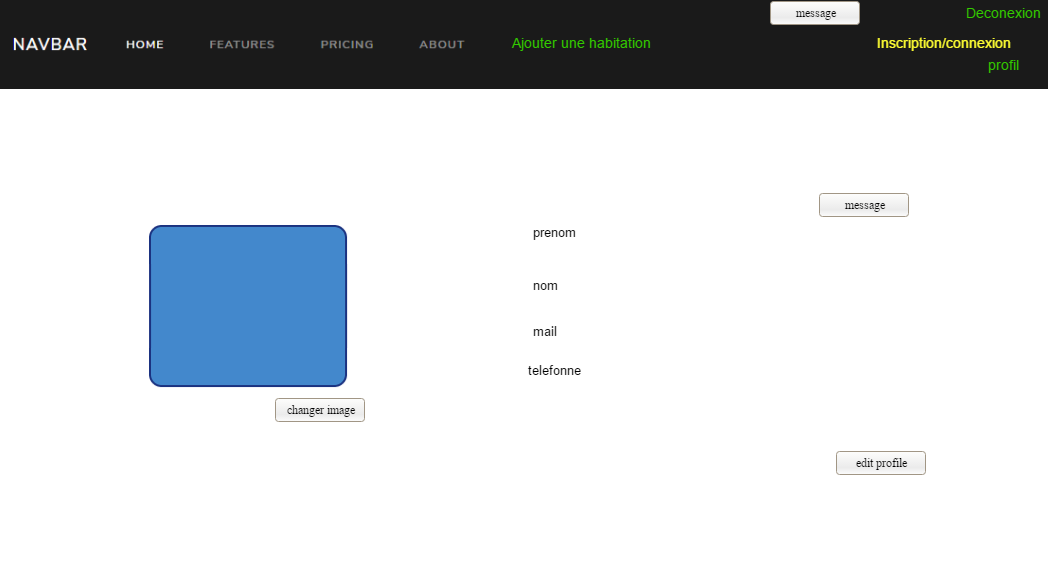 message Deconexion
NAVBAR HOME FEATURES PRICING ABOUT Ajouter une habitation Inscription/connexion
profil
message
prenom
nom
mail
telefonne
changer image
edit profile